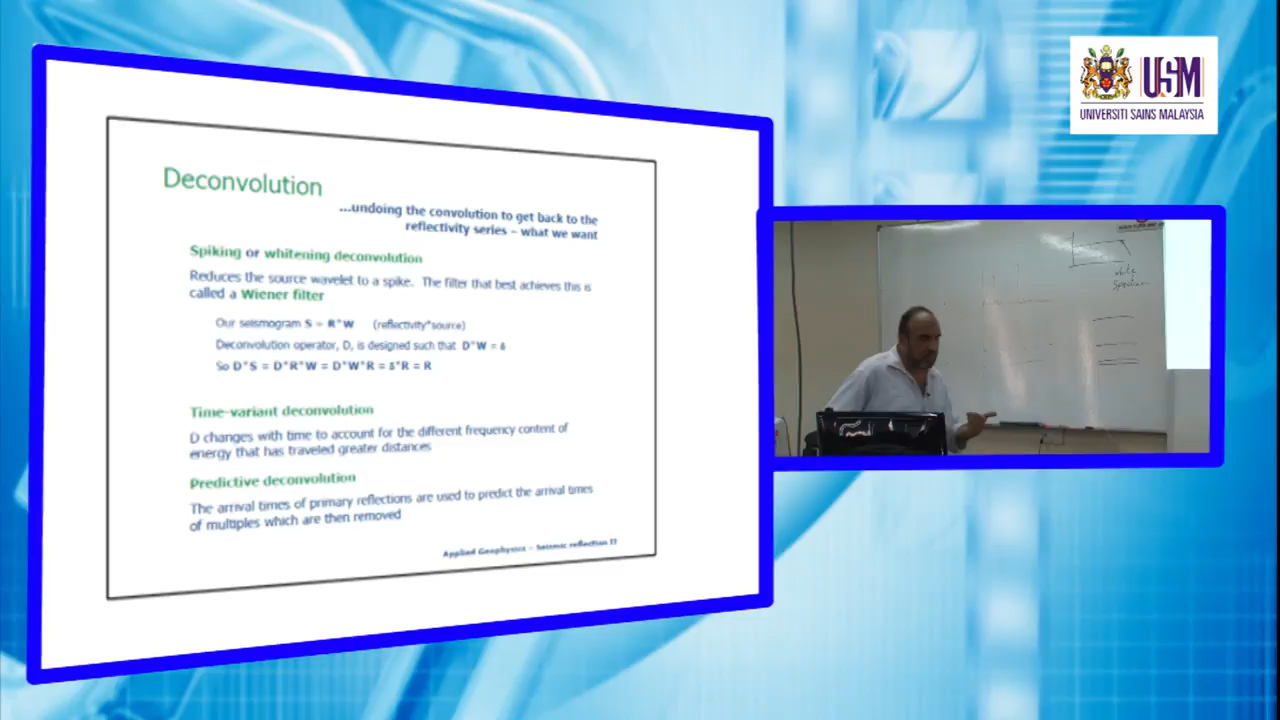 Deconvolution
...undoing the convolution to get back to the
reflectivity series – what we want
Spiking or whitening deconvolution
Reduces the source wavelet to a spike. The filter that best achieves this is
called a Wiener filter
Our seismogram S = R*W (reflectivity*source)
Deconvolution operator, D, is designed such that D*W = δ
So D*S = D*R*W = D*W*R = δ*R = R
Time-variant deconvolution
D changes with time to account for the different frequency content of
energy that has traveled greater distances
Predictive deconvolution
The arrival times of primary reflections are used to predict the arrival times
of multiples which are then removed
Applied Geophysics – Seismic reflection II
USM
UNIVERSITI SAINS MALAYSIA
white